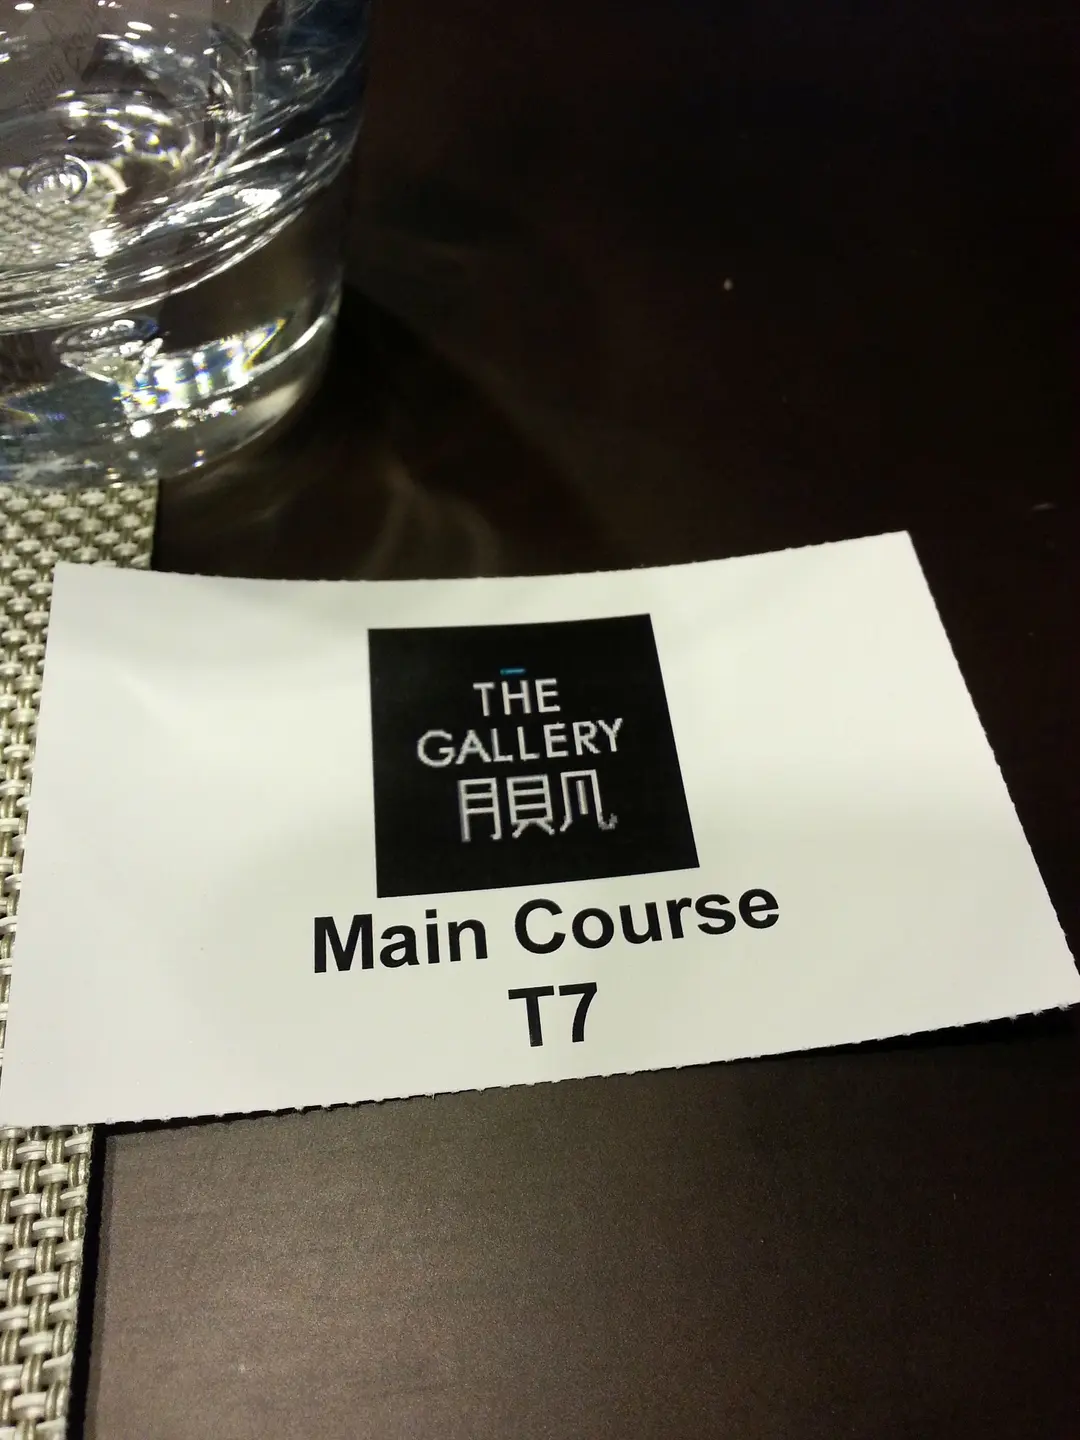 THE
GALLERY
月貝凡
Main Course
T7